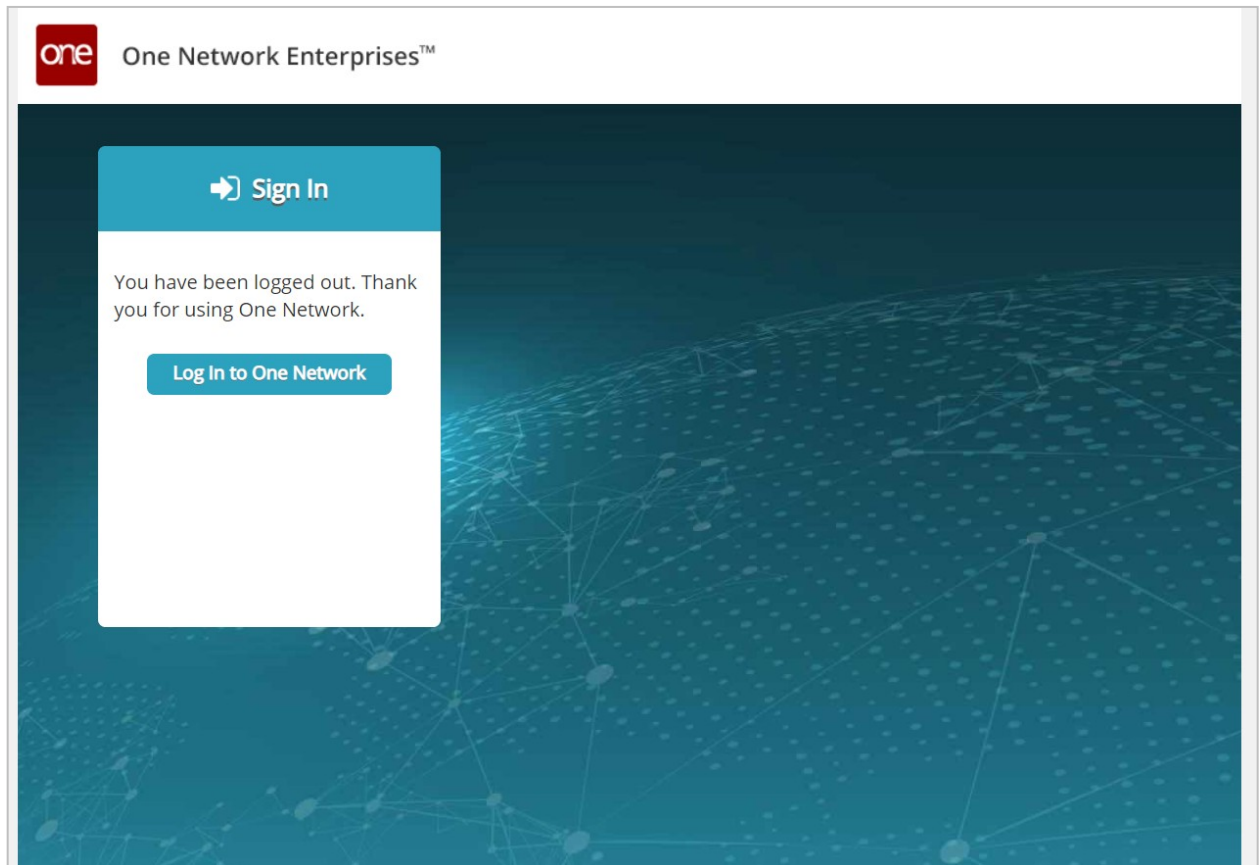 one
One Network Enterprises™
Sign In
You have been logged out. Thank
you for using One Network.
Log In to One Network